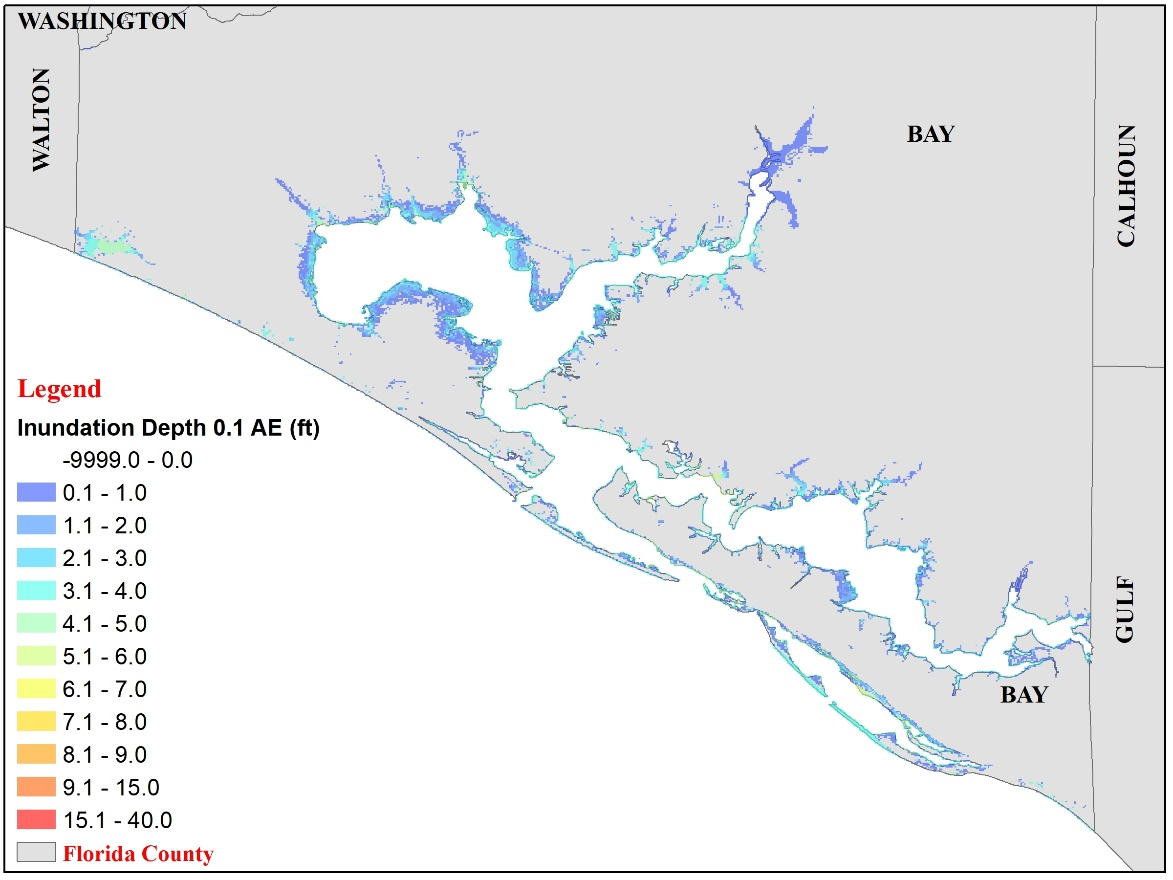 WASHINGTON
WALTON
BAY
CALHOUN
Legend
Inundation Depth 0.1 AE (ft)
-9999.0 - 0.0
0.1 - 1.0
1.1 - 2.0
2.1 - 3.0
3.1 - 4.0
4.1 - 5.0
5.1 - 6.0
6.1 - 7.0
7.1 - 8.0
8.1 - 9.0
9.1 - 15.0
15.1 - 40.0
Florida County
GULF
BAY